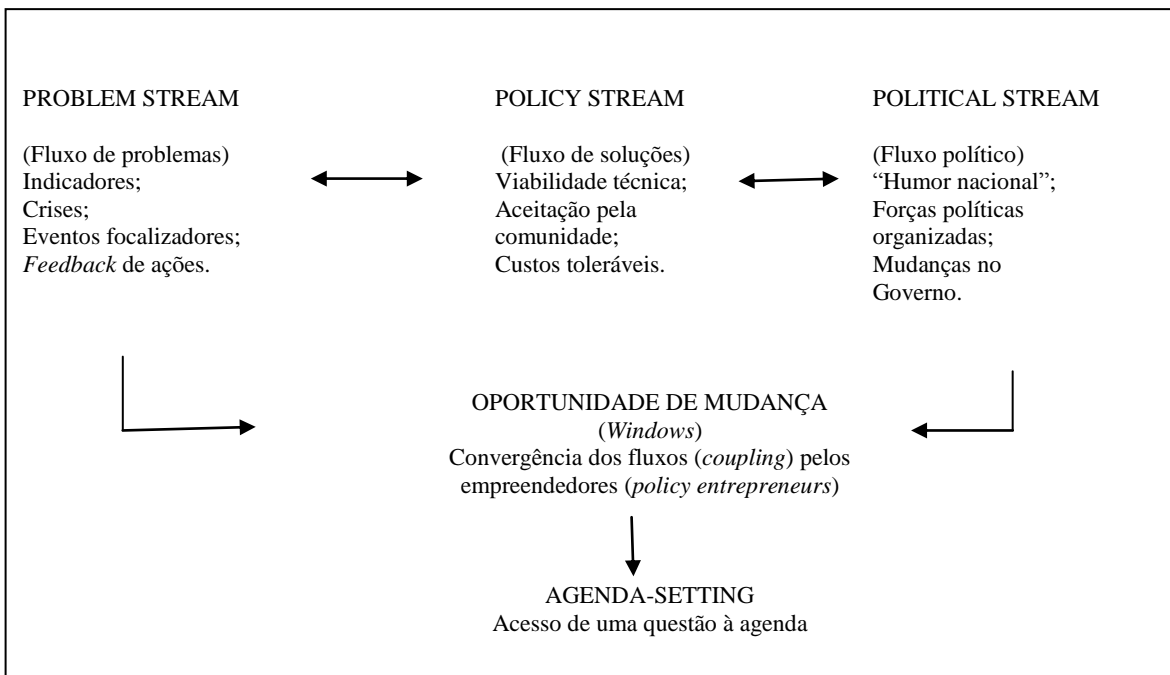 PROBLEM STREAM
(Fluxo de problemas)
Indicadores;
Crises;
Eventos focalizadores;
Feedback de ações.
POLICY STREAM
(Fluxo de soluções)
Viabilidade técnica;
Aceitação pela
comunidade;
Custos toleráveis.
POLITICAL STREAM
(Fluxo político)
“Humor nacional”;
Forças políticas
organizadas;
Mudanças no
Governo.
OPORTUNIDADE DE MUDANÇA
(Windows)
Convergência dos fluxos (coupling) pelos
empreendedores (policy entrepreneurs)
AGENDA-SETTING
Acesso de uma questão à agenda